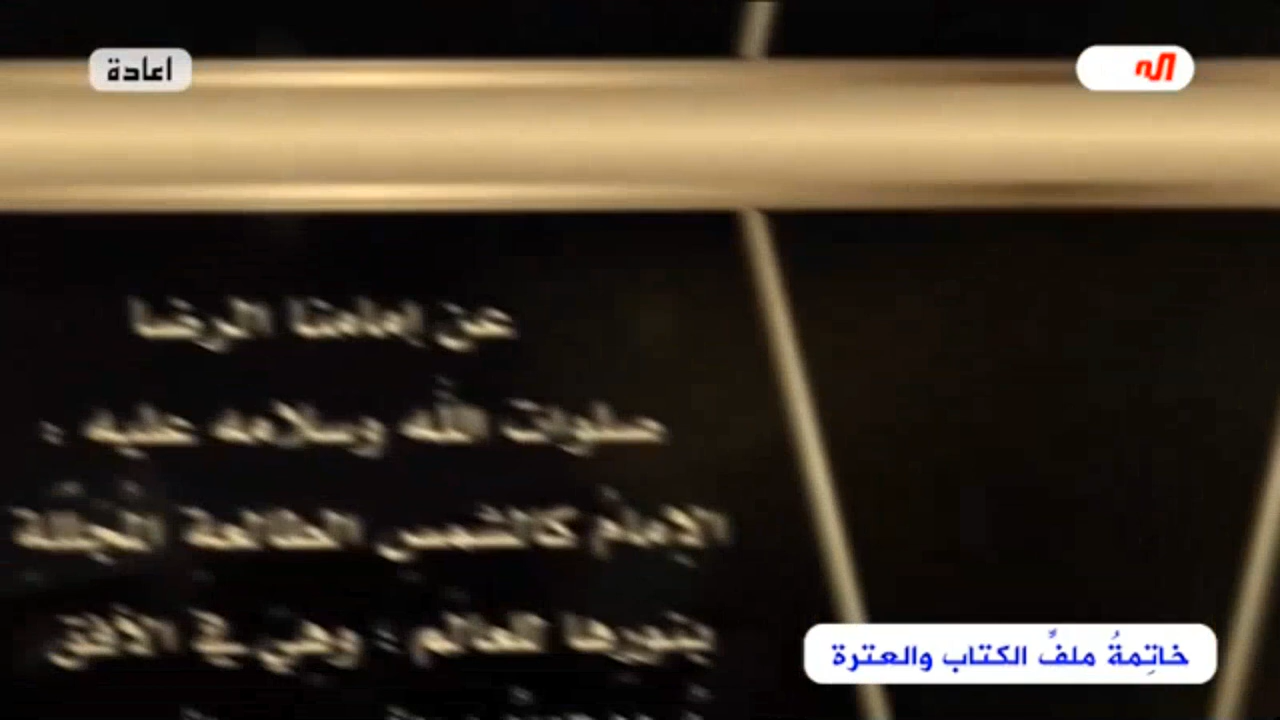 اعادة
عن إمامنا الرضا
صلوات الله وسلامه عليه :
الإمام كالشمس الطالعة المجللة
بنورها للعالم ، وهي في الأفق
خاتِمةُ ملفِّ الكتاب والعترة